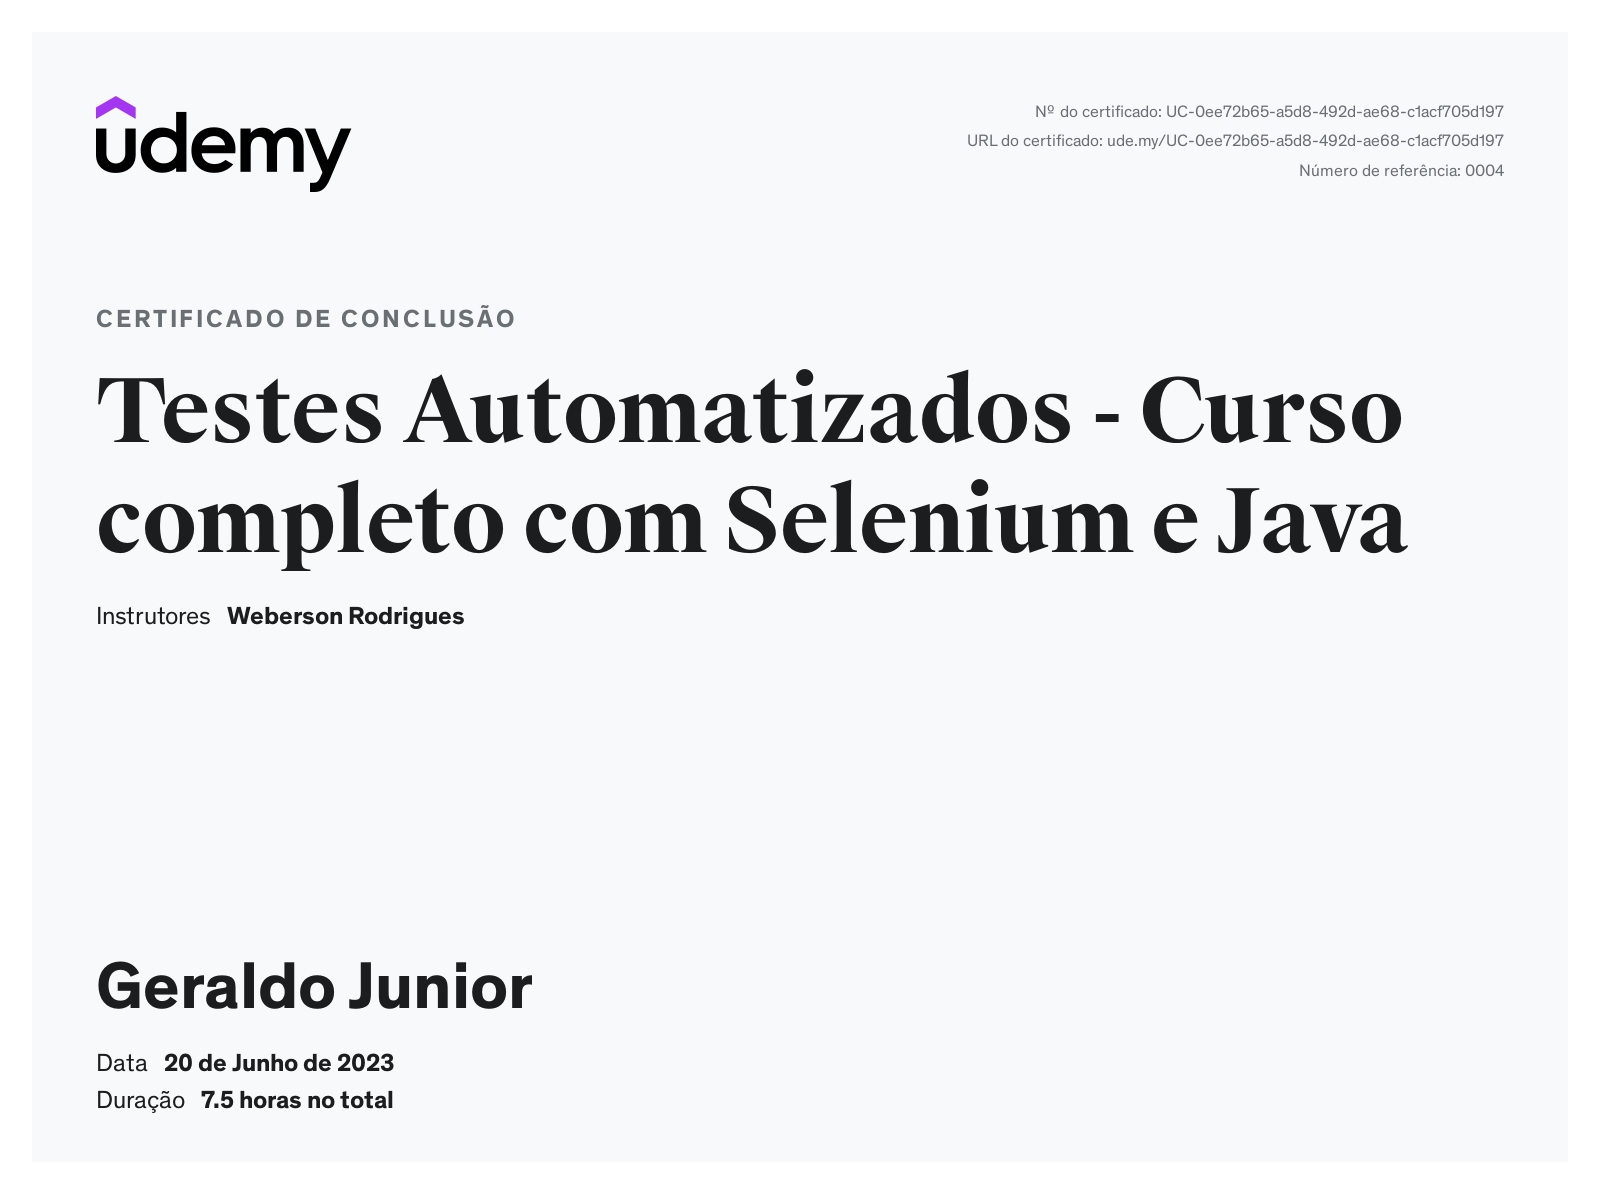 udemy
Nº do certificado: UC-0ee72b65-a5d8-492d-ae68-c1acf705d197
URL do certificado: ude.my/UC-0ee72b65-a5d8-492d-ae68-c1acf705d197
Número de referência: 0004
CERTIFICADO DE CONCLUSÃO
Testes Automatizados - Curso
completo com Selenium e Java
Instrutores Weberson Rodrigues
Geraldo Junior
Data 20 de Junho de 2023
Duração 7.5 horas no total